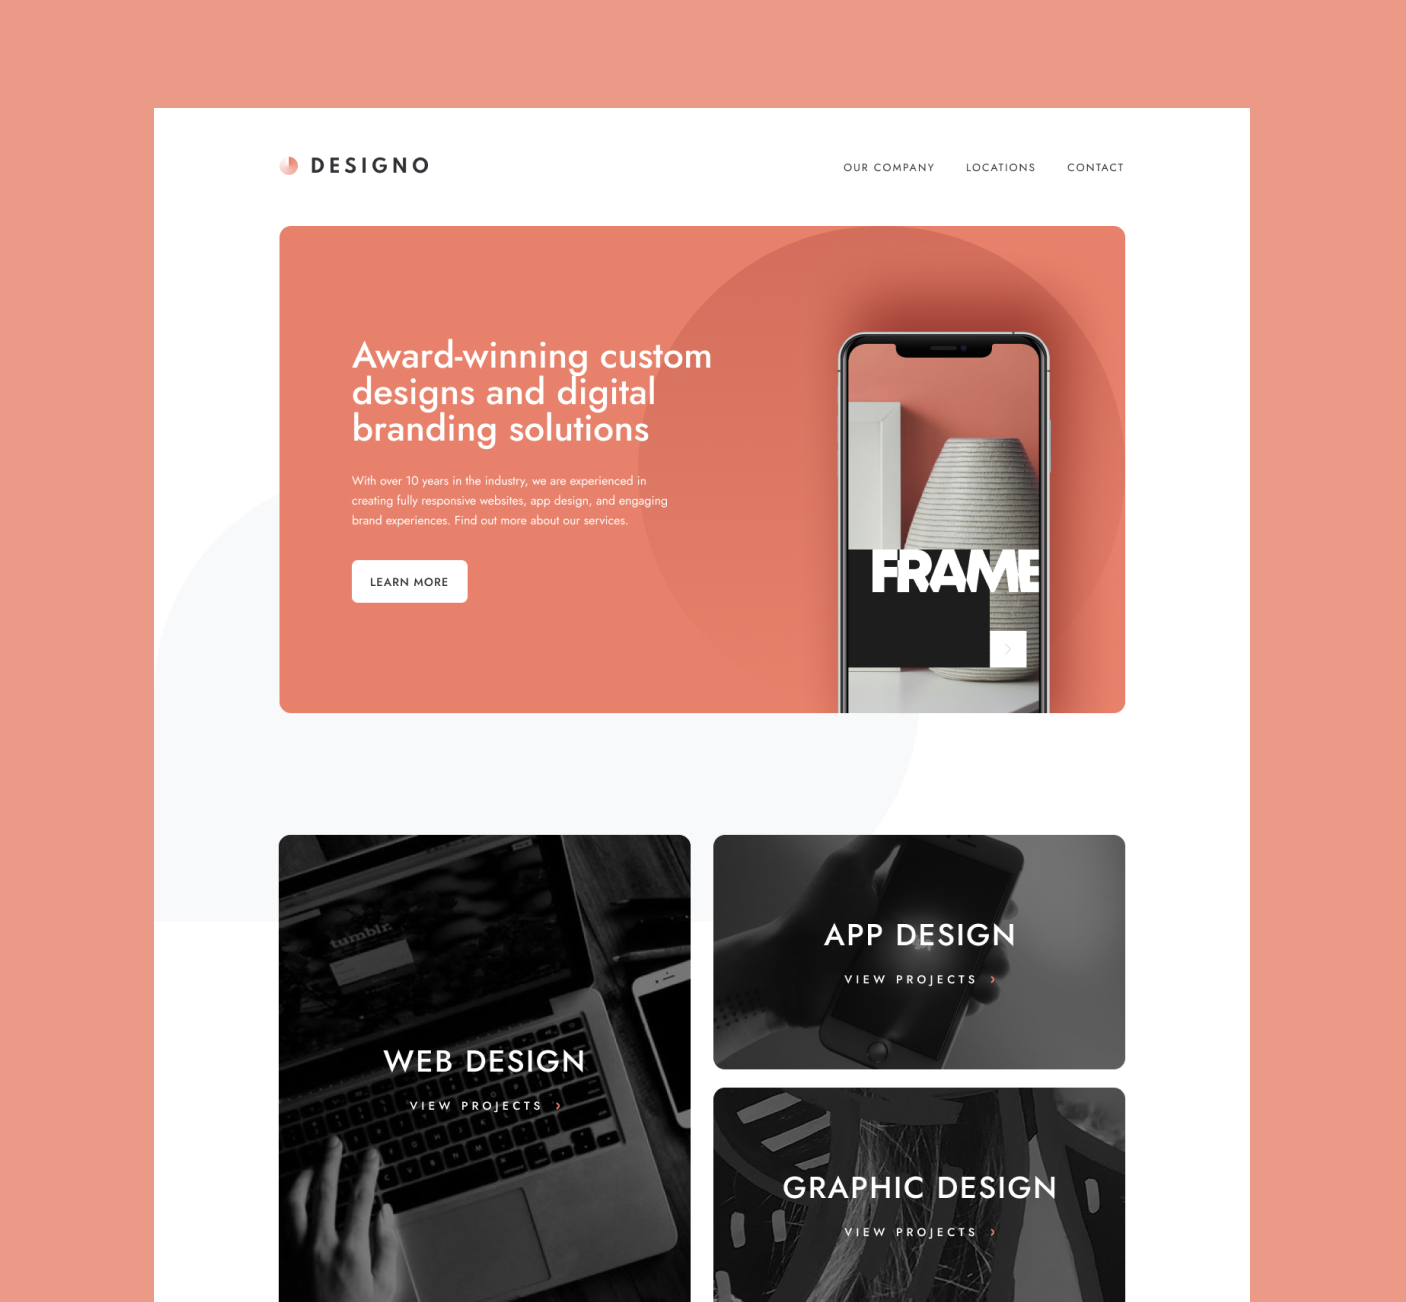 DESIGNO
OUR COMPANY
LOCATIONS
CONTACT
Award-winning custom
designs and digital
branding solutions
With over 10 years in the industry, we are experienced in
creating fully responsive websites, app design, and engaging
brand experiences. Find out more about our services.
LEARN MORE
FRAME
tumblr.
WEB DESIGN
VIEW PROJECTS
APP DESIGN
VIEW PROJECTS
GRAPHIC DESIGN
VIEW PROJECTS